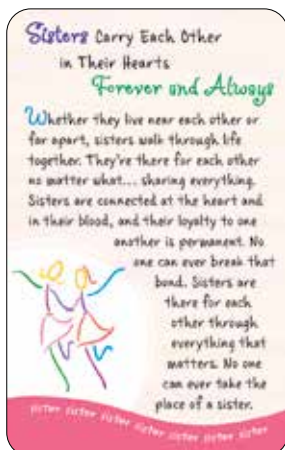 Sisters Carry Each Other
in Their Hearts
Forever and Always
Whether they live near each other or
far apart, sisters walk through life
together. They're there for each other
no matter what... sharing everything.
Sisters are connected at the heart and
in their blood, and their loyalty to one
another is permanent. No
one can ever break that
bond. Sisters are
there for each
other through
everything that
matters. No one
can ever take the
place of a sister.
sister sister sister sister sister sister sister